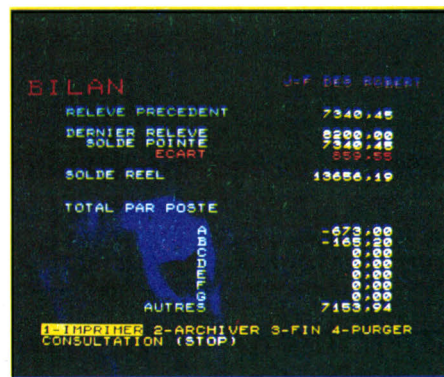 BILAN J-F DES ROBERT
RELEVE PRECEDENT 7340,45
DERNIER RELEVE 8200,00
SOLDE POINTE 7340,45
ECART 859,55
SOLDE REEL 13656,19
TOTAL PAR POSTE
A -673,00
B -165,20
C 0,00
D 0,00
E 0,00
F 0,00
G 0,00
AUTRES 7153,94
1-IMPRIMER 2-ARCHIVER 3-FIN 4-PURGER
CONSULTATION (STOP)